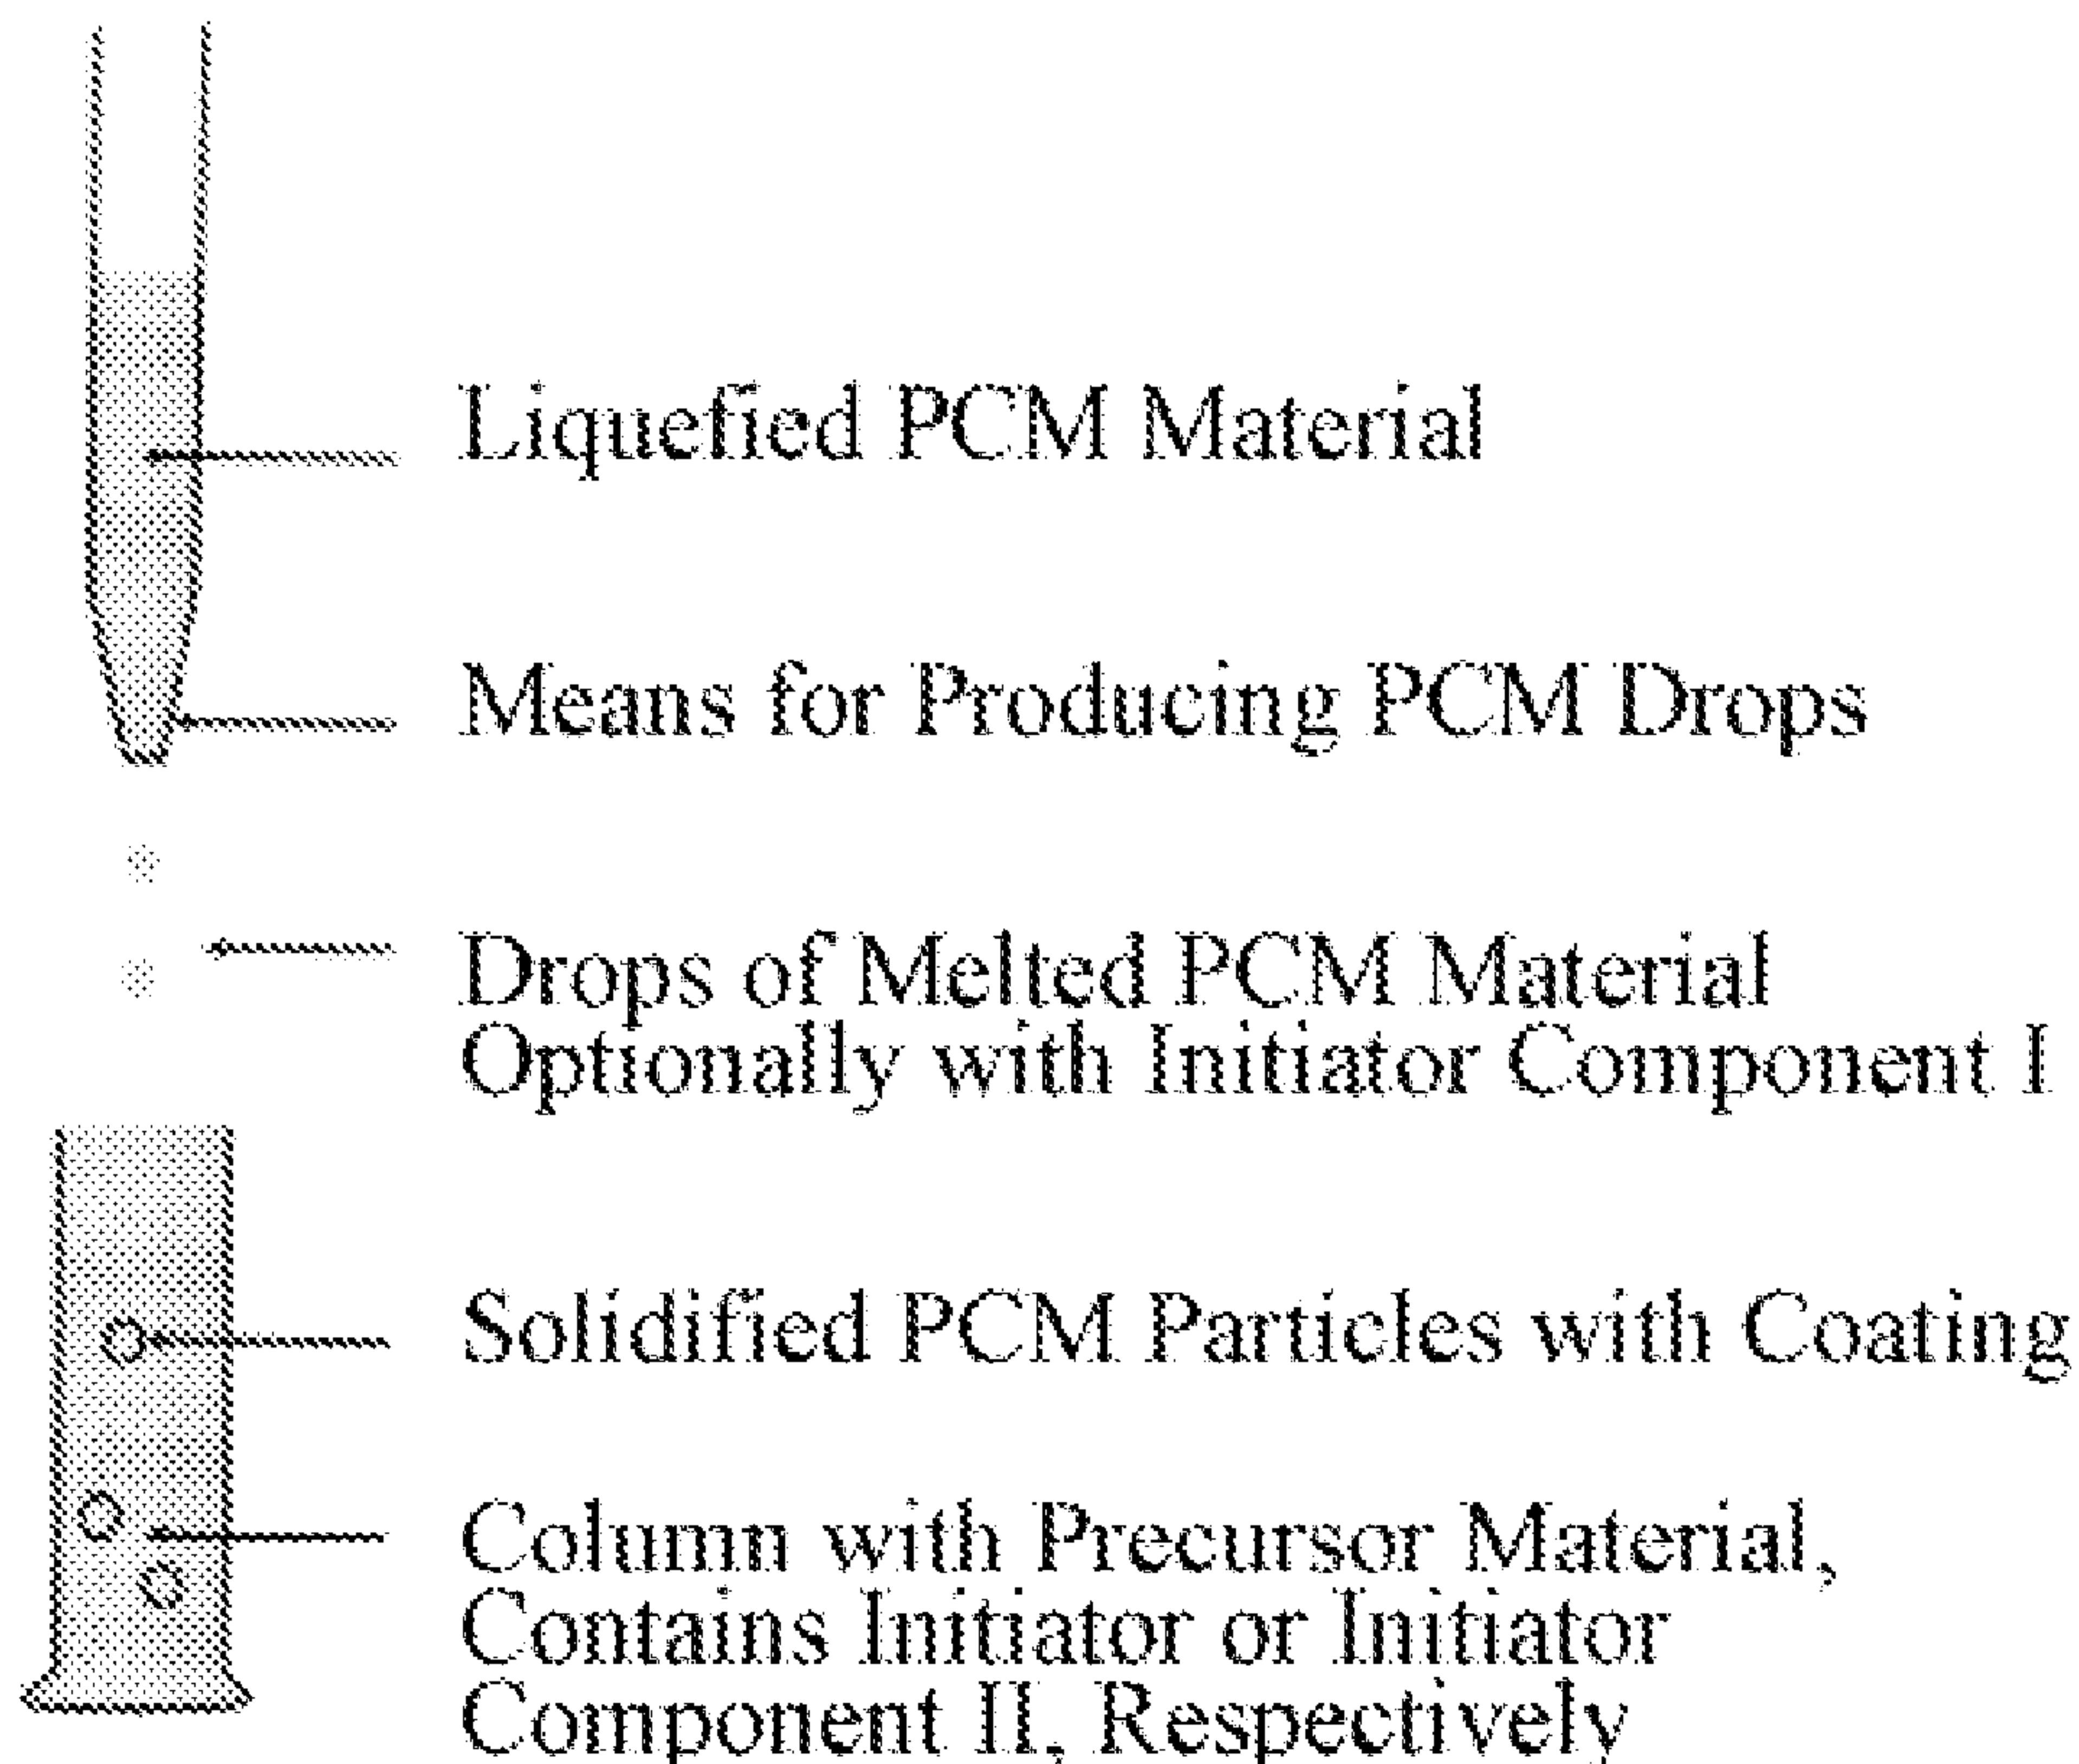 Liquefied PCM Material
Means for Producing PCM Drops
Drops of Melted PCM Material
Optionally with Initiator Component I
Solidified PCM Particles with Coating
Column with Precursor Material,
Contains Initiator or Initiator
Component II, Respectively